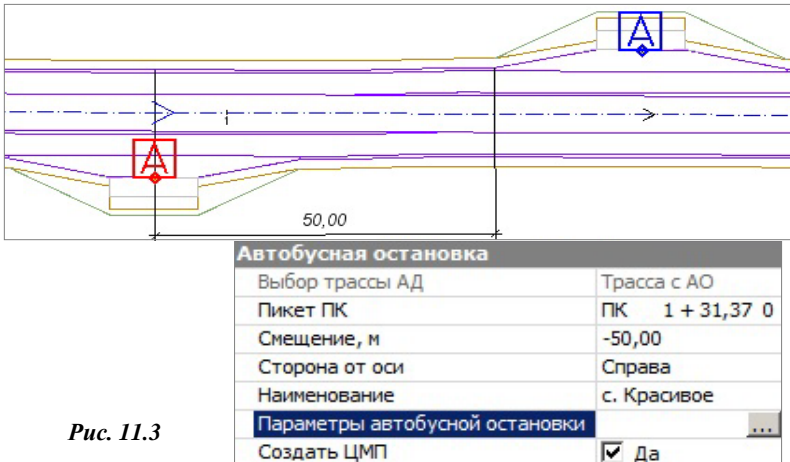 А
А
1
50,00
Автобусная остановка
Выбор трассы АД Трасса с АО
Пикет ПК ПК 1 + 31,37 0
Смещение, м -50,00
Сторона от оси Справа
Наименование с. Красивое
Параметры автобусной остановки ...
Создать ЦМП Да
Рис. 11.3